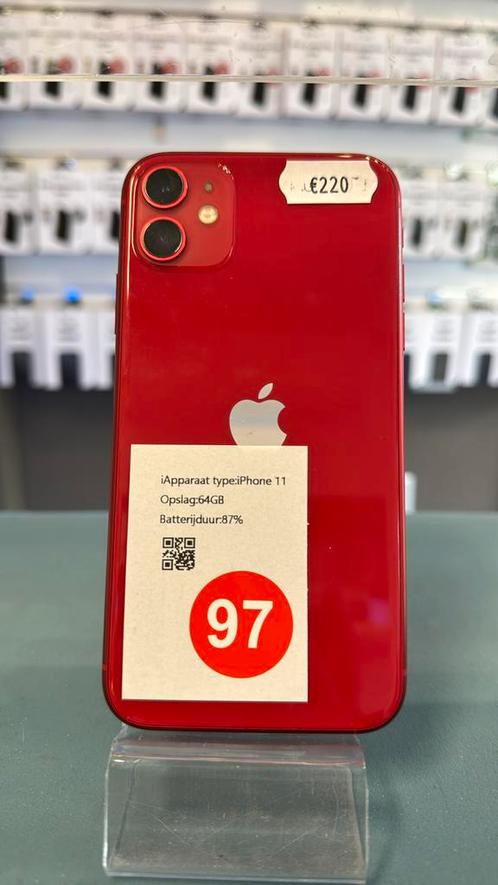 €220
iApparaat type:iPhone 11
Opslag:64GB
Batterijduur:87%
97